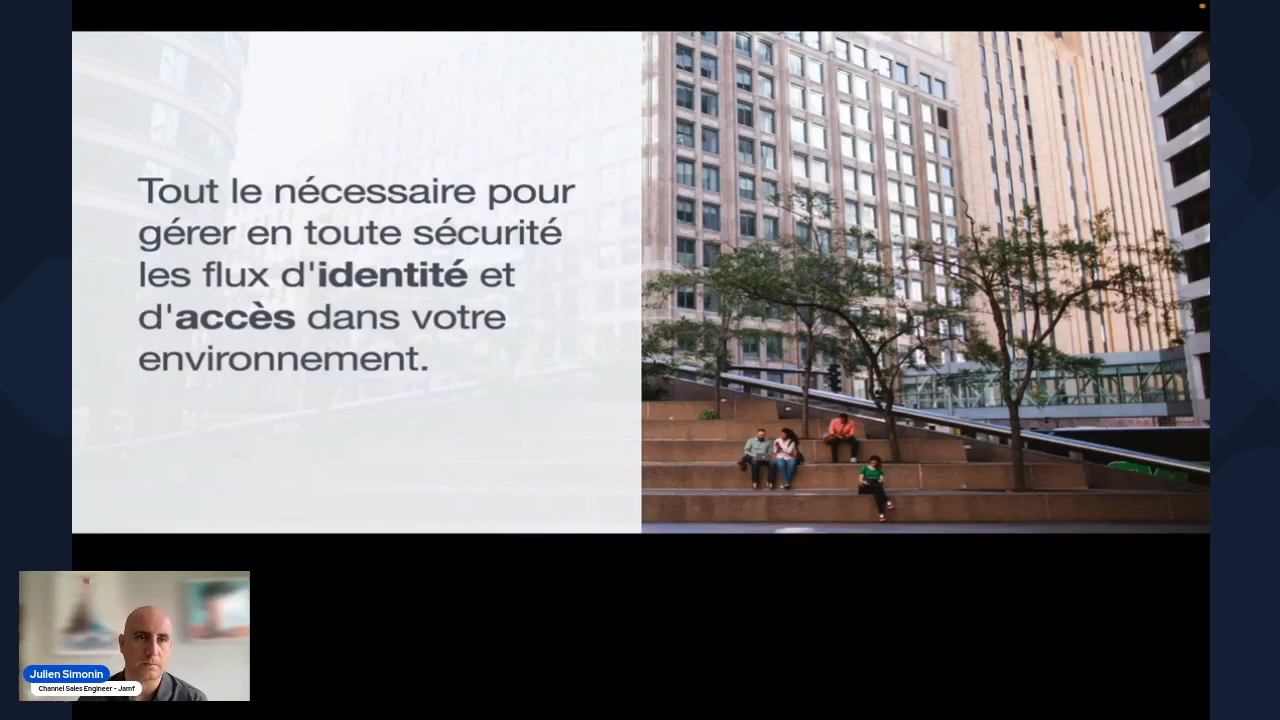 Tout le nécessaire pour
gérer en toute sécurité
les flux d'identité et
d'accès dans votre
environnement.
Julien Simonin
Channel Sales Engineer - Jamf